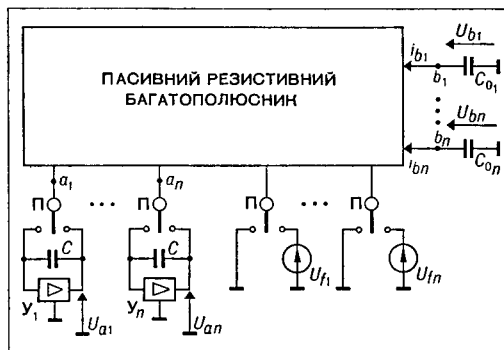 ПАСИВНИЙ РЕЗИСТИВНИЙ
БАГАТОПОЛЮСНИК
i_b1 U_b1
b_1 C_01
U_bn
b_n
i_bn C_0n
a_1 a_n
П ... П П ... П
C C
У_1 U_a1 У_n U_an U_f1 U_fn